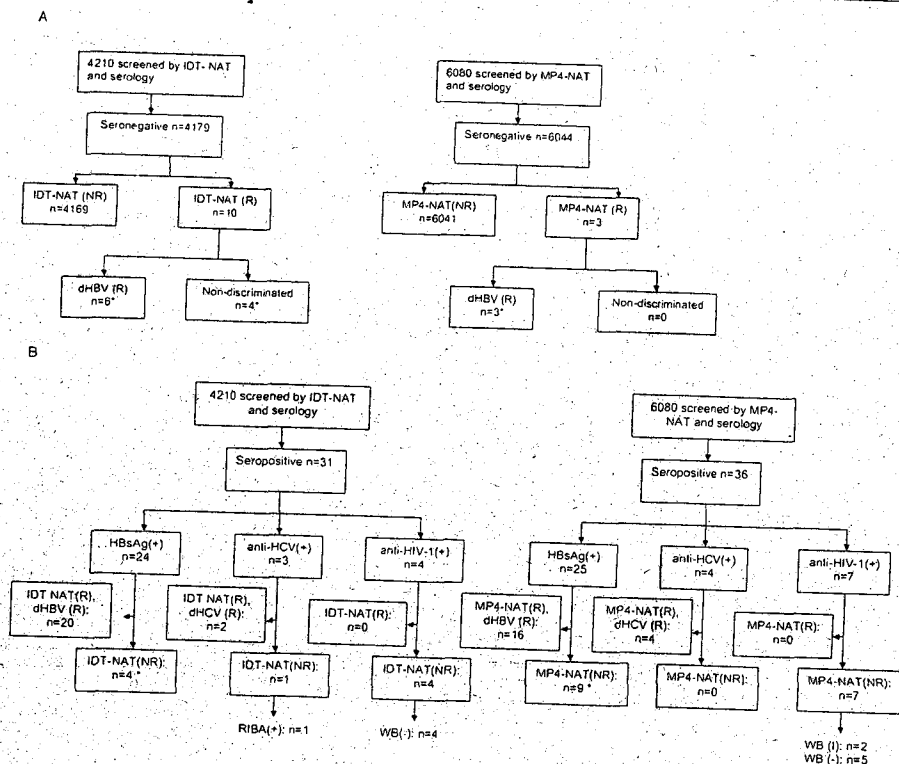 A
4210 screened by IDT- NAT
and serology
Seronegative n=4179
IDT-NAT (NR)
n=4169
IDT-NAT (R)
n=10
dHBV (R)
n=6*
Non-discriminated
n=4*
6080 screened by MP4-NAT
and serology
Seronegative n=6044
MP4-NAT(NR)
n=6041
MP4-NAT (R)
n=3
dHBV (R)
n=3*
Non-discriminated
n=0
B
4210 screened by IDT-NAT
and serology
Seropositive n=31
HBsAg(+)
n=24
anti-HCV(+)
n=3
anti-HIV-1(+)
n=4
IDT NAT(R),
dHBV (R):
n=20
IDT NAT(R),
dHCV (R):
n=2
IDT-NAT(R):
n=0
IDT-NAT(NR):
n=4 *
IDT-NAT(NR):
n=1
IDT-NAT(NR):
n=4
RIBA(+): n=1
WB(-): n=4
6080 screened by MP4-
NAT and serology
Seropositive n=36
HBsAg(+)
n=25
anti-HCV(+)
n=4
anti-HIV-1(+)
n=7
MP4-NAT(R),
dHBV (R):
n=16
MP4-NAT(R),
dHCV (R):
n=4
MP4-NAT(R):
n=0
MP4-NAT(NR):
n=9 *
MP4-NAT(NR):
n=0
MP4-NAT(NR):
n=7
WB (I): n=2
WB (-): n=5